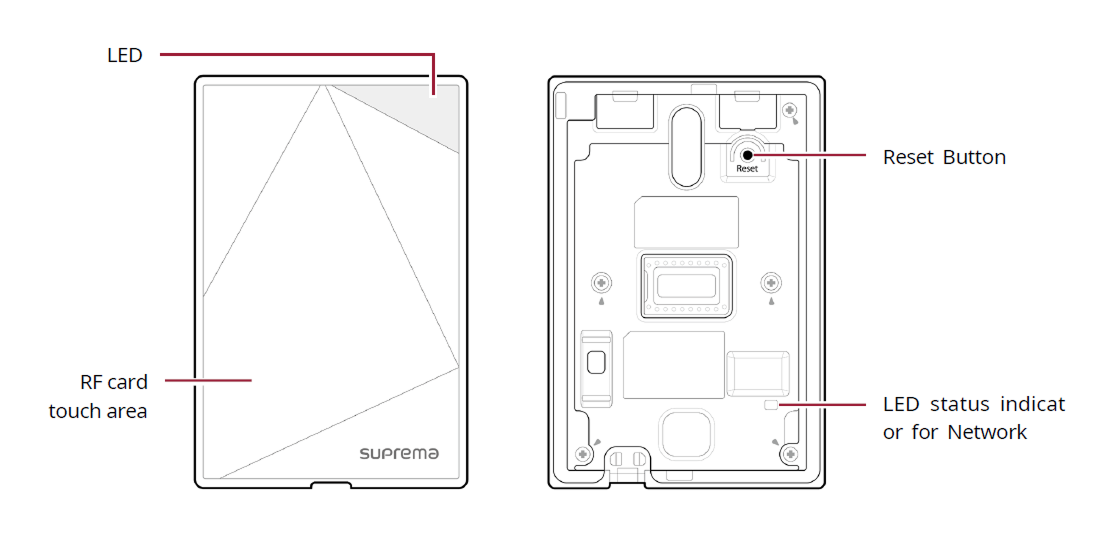 LED
RF card
touch area
suprema
Reset Button
Reset
LED status indicat
or for Network